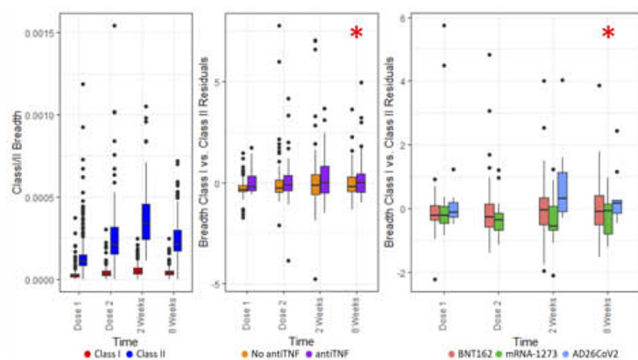 0.0015
0.0010
0.0005
0.0000
ClassI/II Breadth
Dose 1
Dose 2
2 Weeks
8 Weeks
Time
Class I
Class II
5
0
-5
Breadth Class I vs. Class II Residuals
*
Dose 1
Dose 2
2 Weeks
8 Weeks
Time
No antiTNF
antiTNF
6
4
2
0
-2
Breadth Class I vs. Class II Residuals
*
Dose 1
Dose 2
2 Weeks
8 Weeks
Time
BNT162
mRNA-1273
AD26CoV2